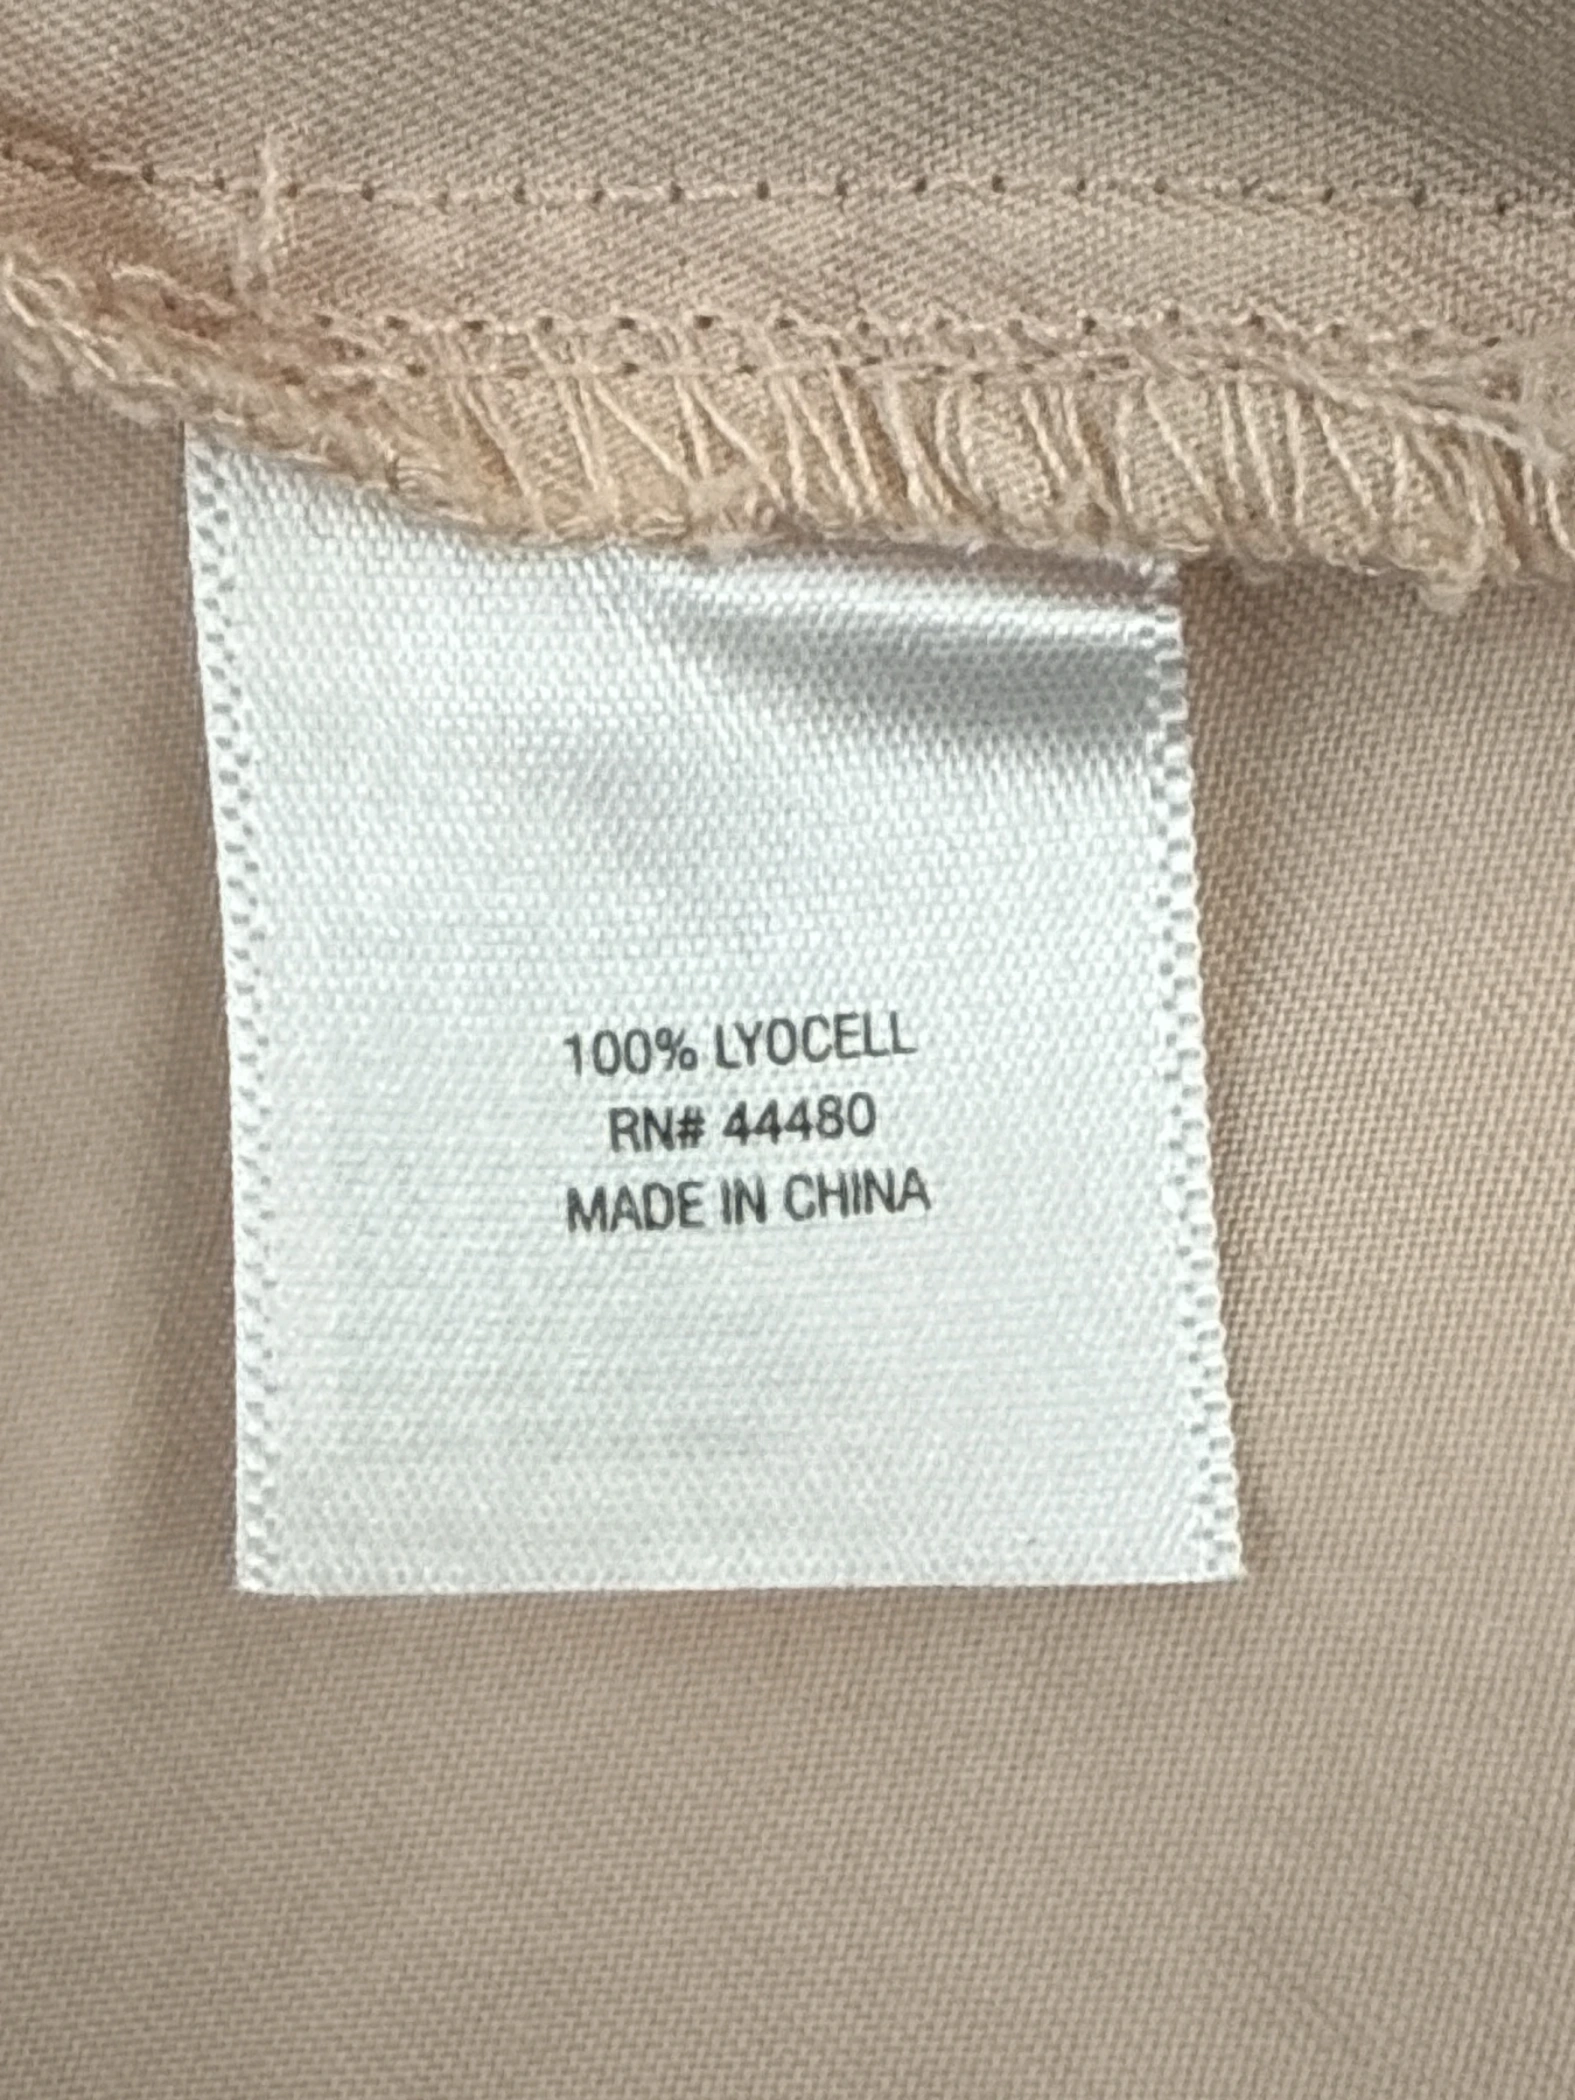 100% LYOCELL
RN# 44480
MADE IN CHINA